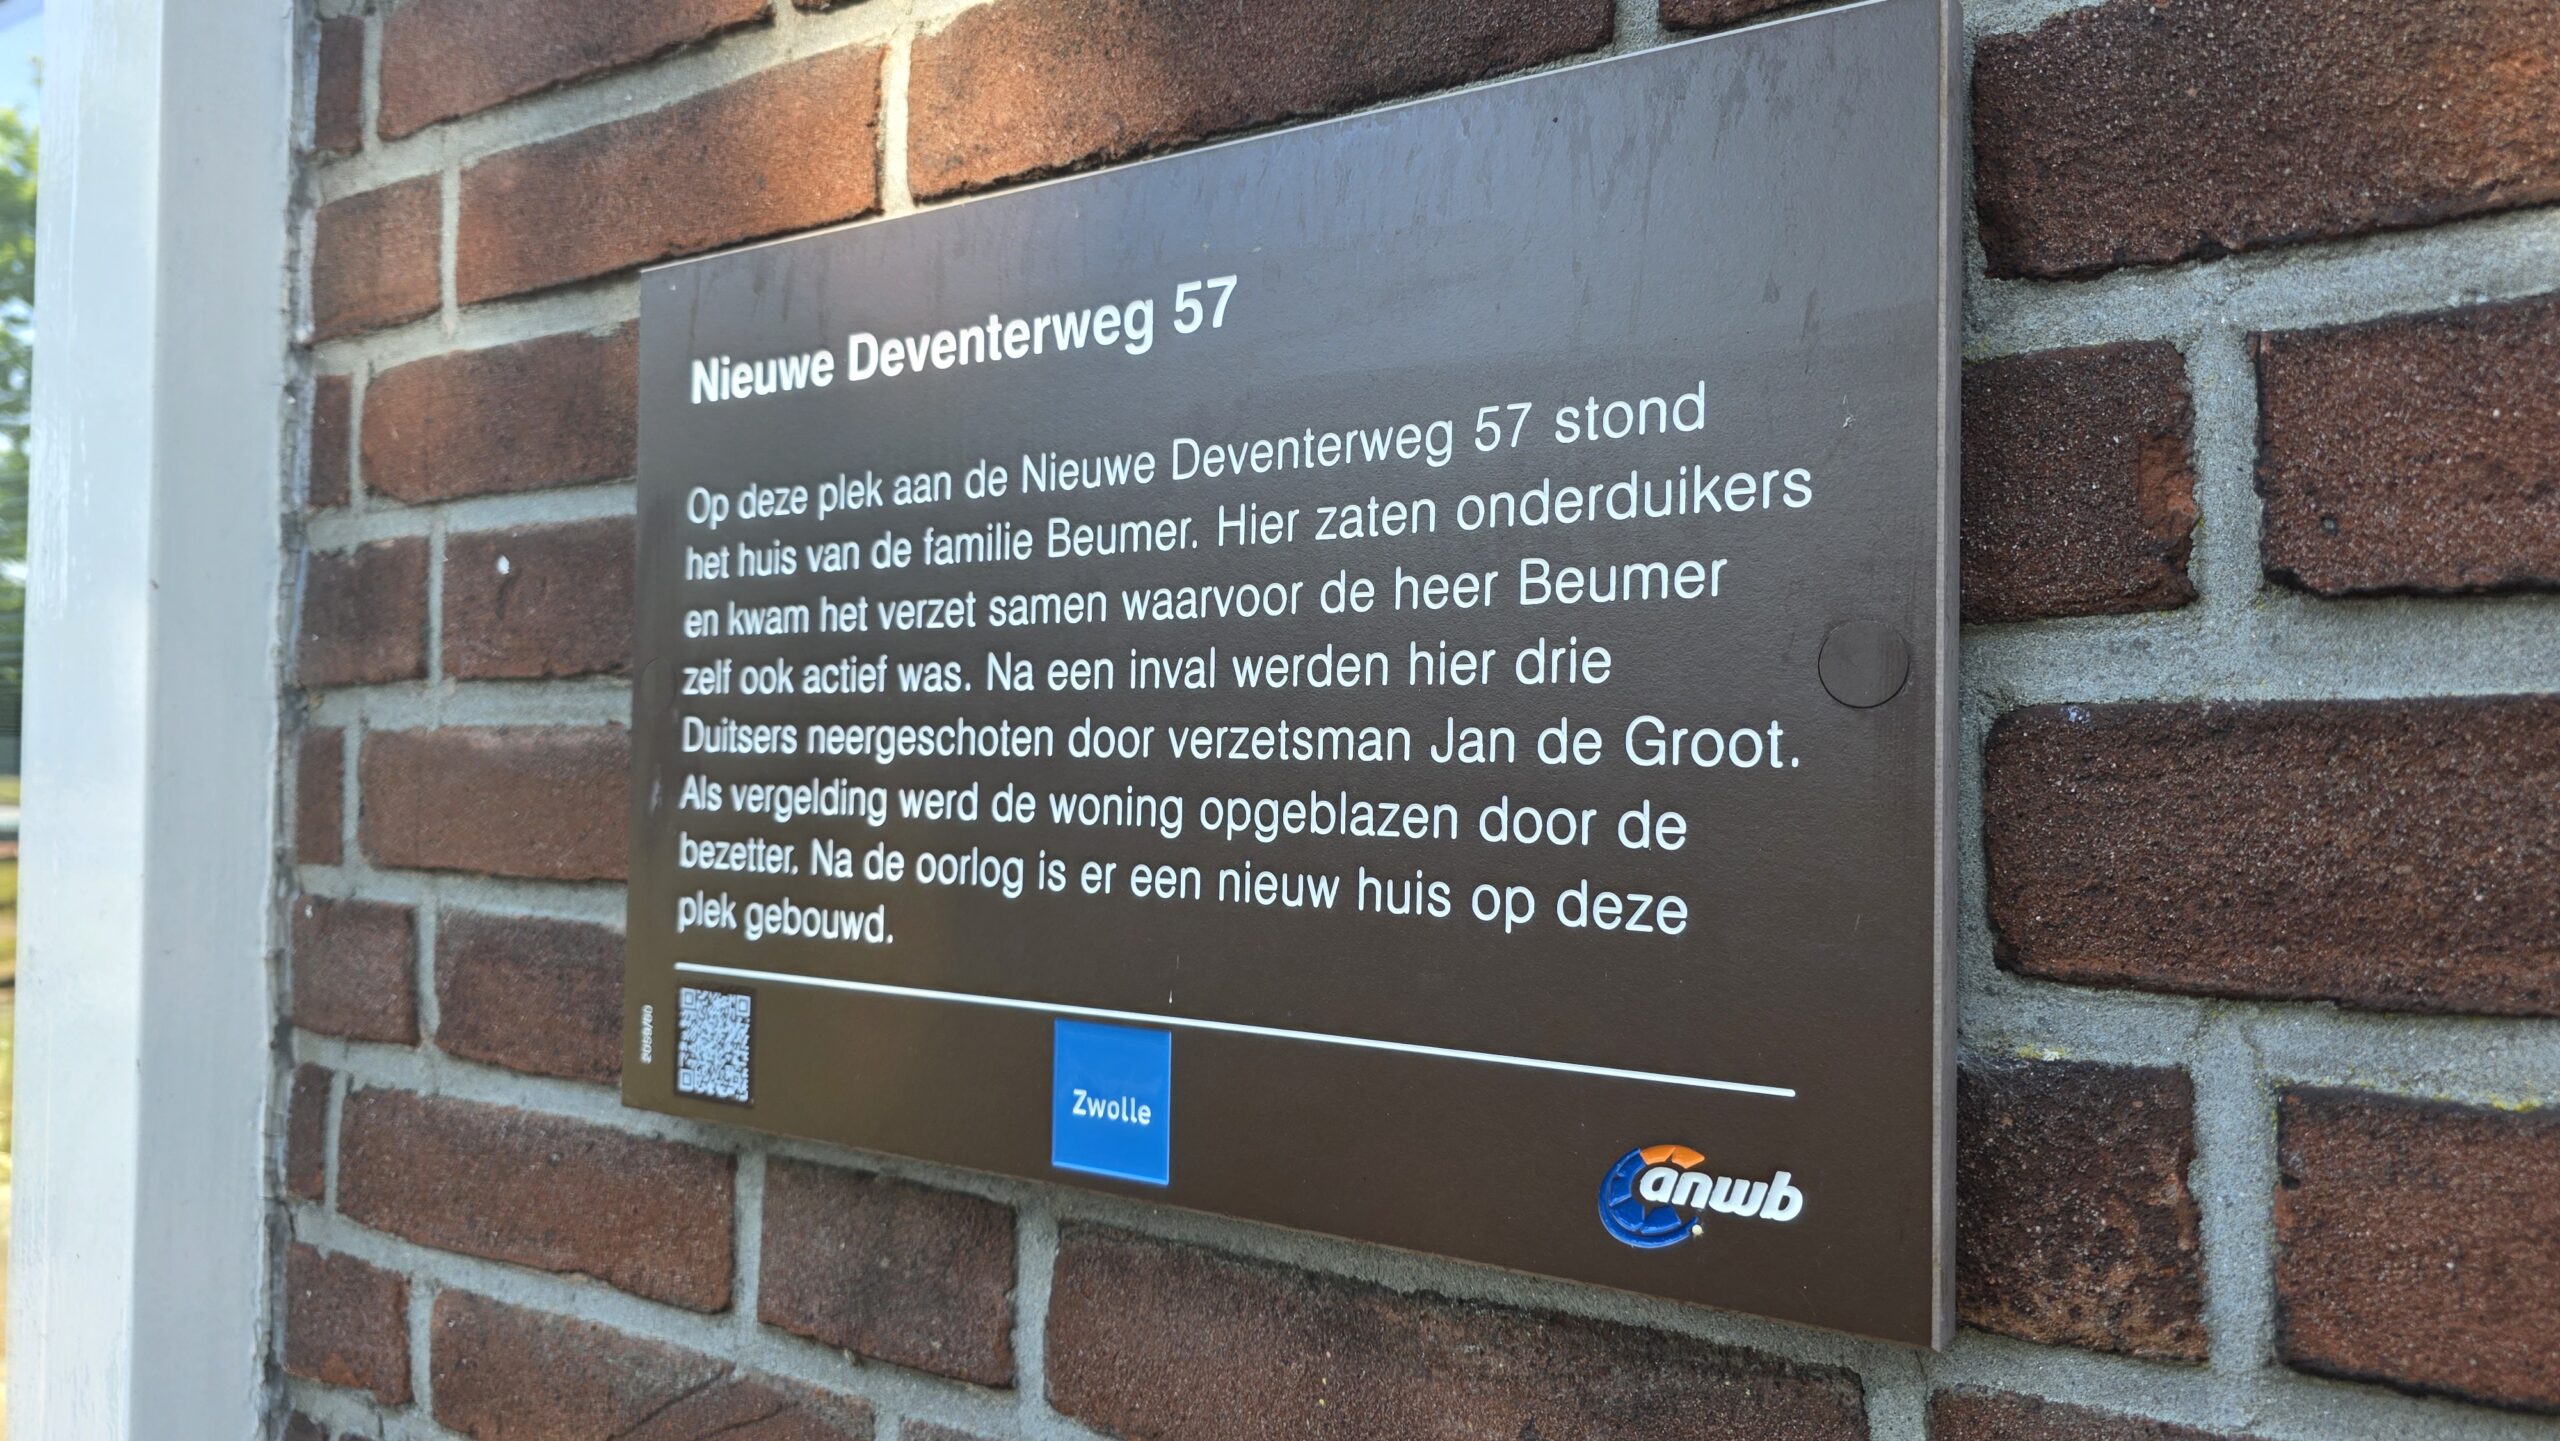 Nieuwe Deventerweg 57
Op deze plek aan de Nieuwe Deventerweg 57 stond
het huis van de familie Beumer. Hier zaten onderduikers
en kwam het verzet samen waarvoor de heer Beumer
zelf ook actief was. Na een inval werden hier drie
Duitsers neergeschoten door verzetsman Jan de Groot.
Als vergelding werd de woning opgeblazen door de
bezetter. Na de oorlog is er een nieuw huis op deze
plek gebouwd.
Zwolle
anwb